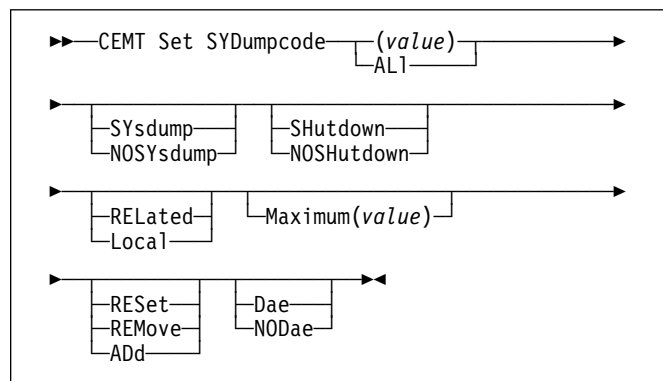 CEMT Set SYDumpcode (value)
ALl
SYsdump SHutdown
NOSYsdump NOSHutdown
RELated Maximum(value)
Local
RESet Dae
REMove NODae
ADd